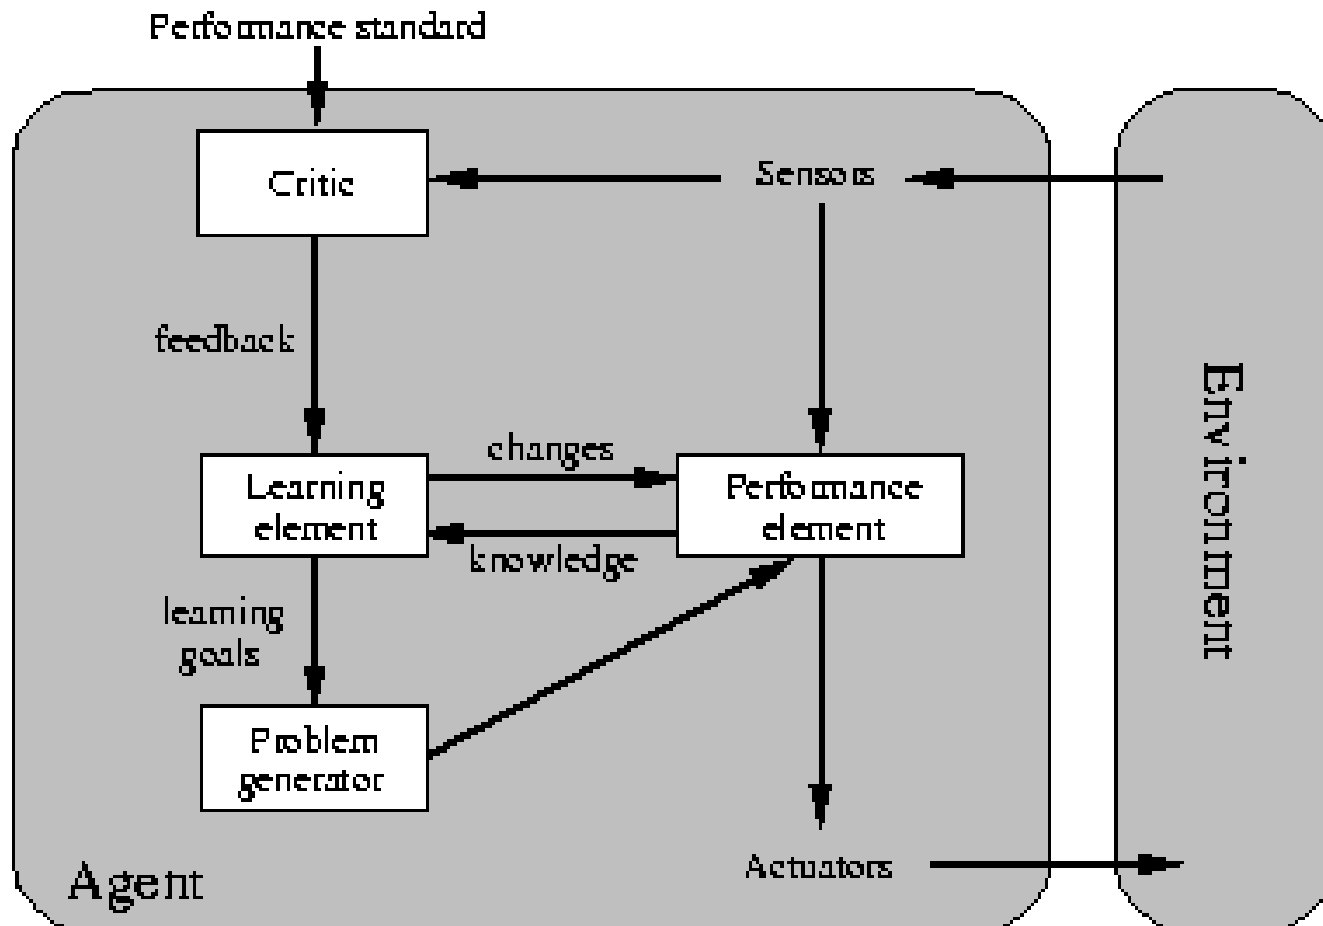 Performance standard
Critic
Sensors
feedback
changes
Learning
element
Performance
element
knowledge
learning
goals
Problem
generator
Actuators
Agent
Environment